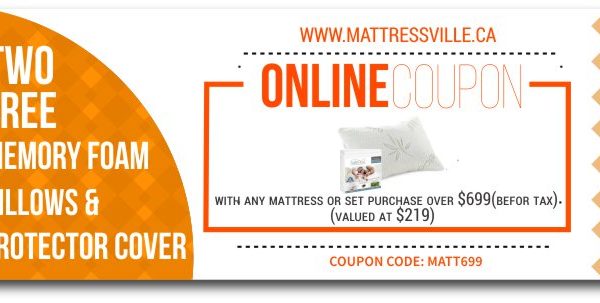 TWO
REE
EMORY FOAM
ILLOWS &
ROTECTOR COVER
WWW.MATTRESSVILLE.CA
ONLINECOUPON
WITH ANY MATTRESS OR SET PURCHASE OVER $699(BEFOR TAX).
(VALUED AT $219)
COUPON CODE: MATT699